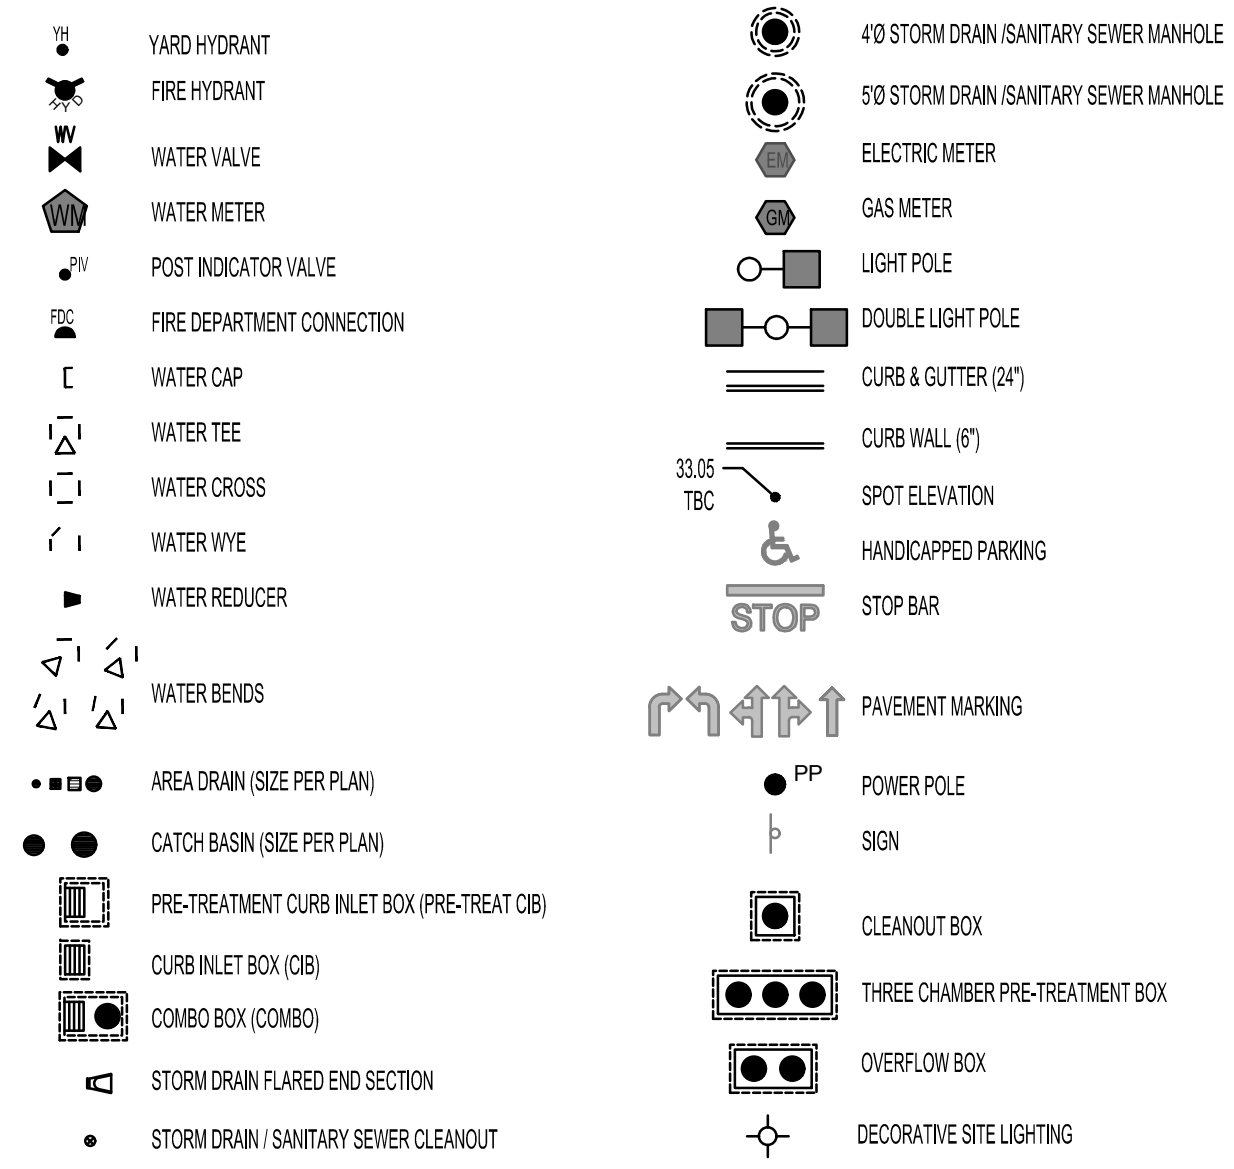 YH
YARD HYDRANT
HYD
FIRE HYDRANT
WV
WATER VALVE
WM
WATER METER
PIV
POST INDICATOR VALVE
FDC
FIRE DEPARTMENT CONNECTION
WATER CAP
WATER TEE
WATER CROSS
WATER WYE
WATER REDUCER
WATER BENDS
AREA DRAIN (SIZE PER PLAN)
CATCH BASIN (SIZE PER PLAN)
PRE-TREATMENT CURB INLET BOX (PRE-TREAT CIB)
CURB INLET BOX (CIB)
COMBO BOX (COMBO)
STORM DRAIN FLARED END SECTION
STORM DRAIN / SANITARY SEWER CLEANOUT
4'Ø STORM DRAIN /SANITARY SEWER MANHOLE
5'Ø STORM DRAIN /SANITARY SEWER MANHOLE
EM
ELECTRIC METER
GM
GAS METER
LIGHT POLE
DOUBLE LIGHT POLE
CURB & GUTTER (24")
CURB WALL (6")
33.05
TBC
SPOT ELEVATION
HANDICAPPED PARKING
STOP
STOP BAR
PAVEMENT MARKING
PP
POWER POLE
SIGN
CLEANOUT BOX
THREE CHAMBER PRE-TREATMENT BOX
OVERFLOW BOX
DECORATIVE SITE LIGHTING